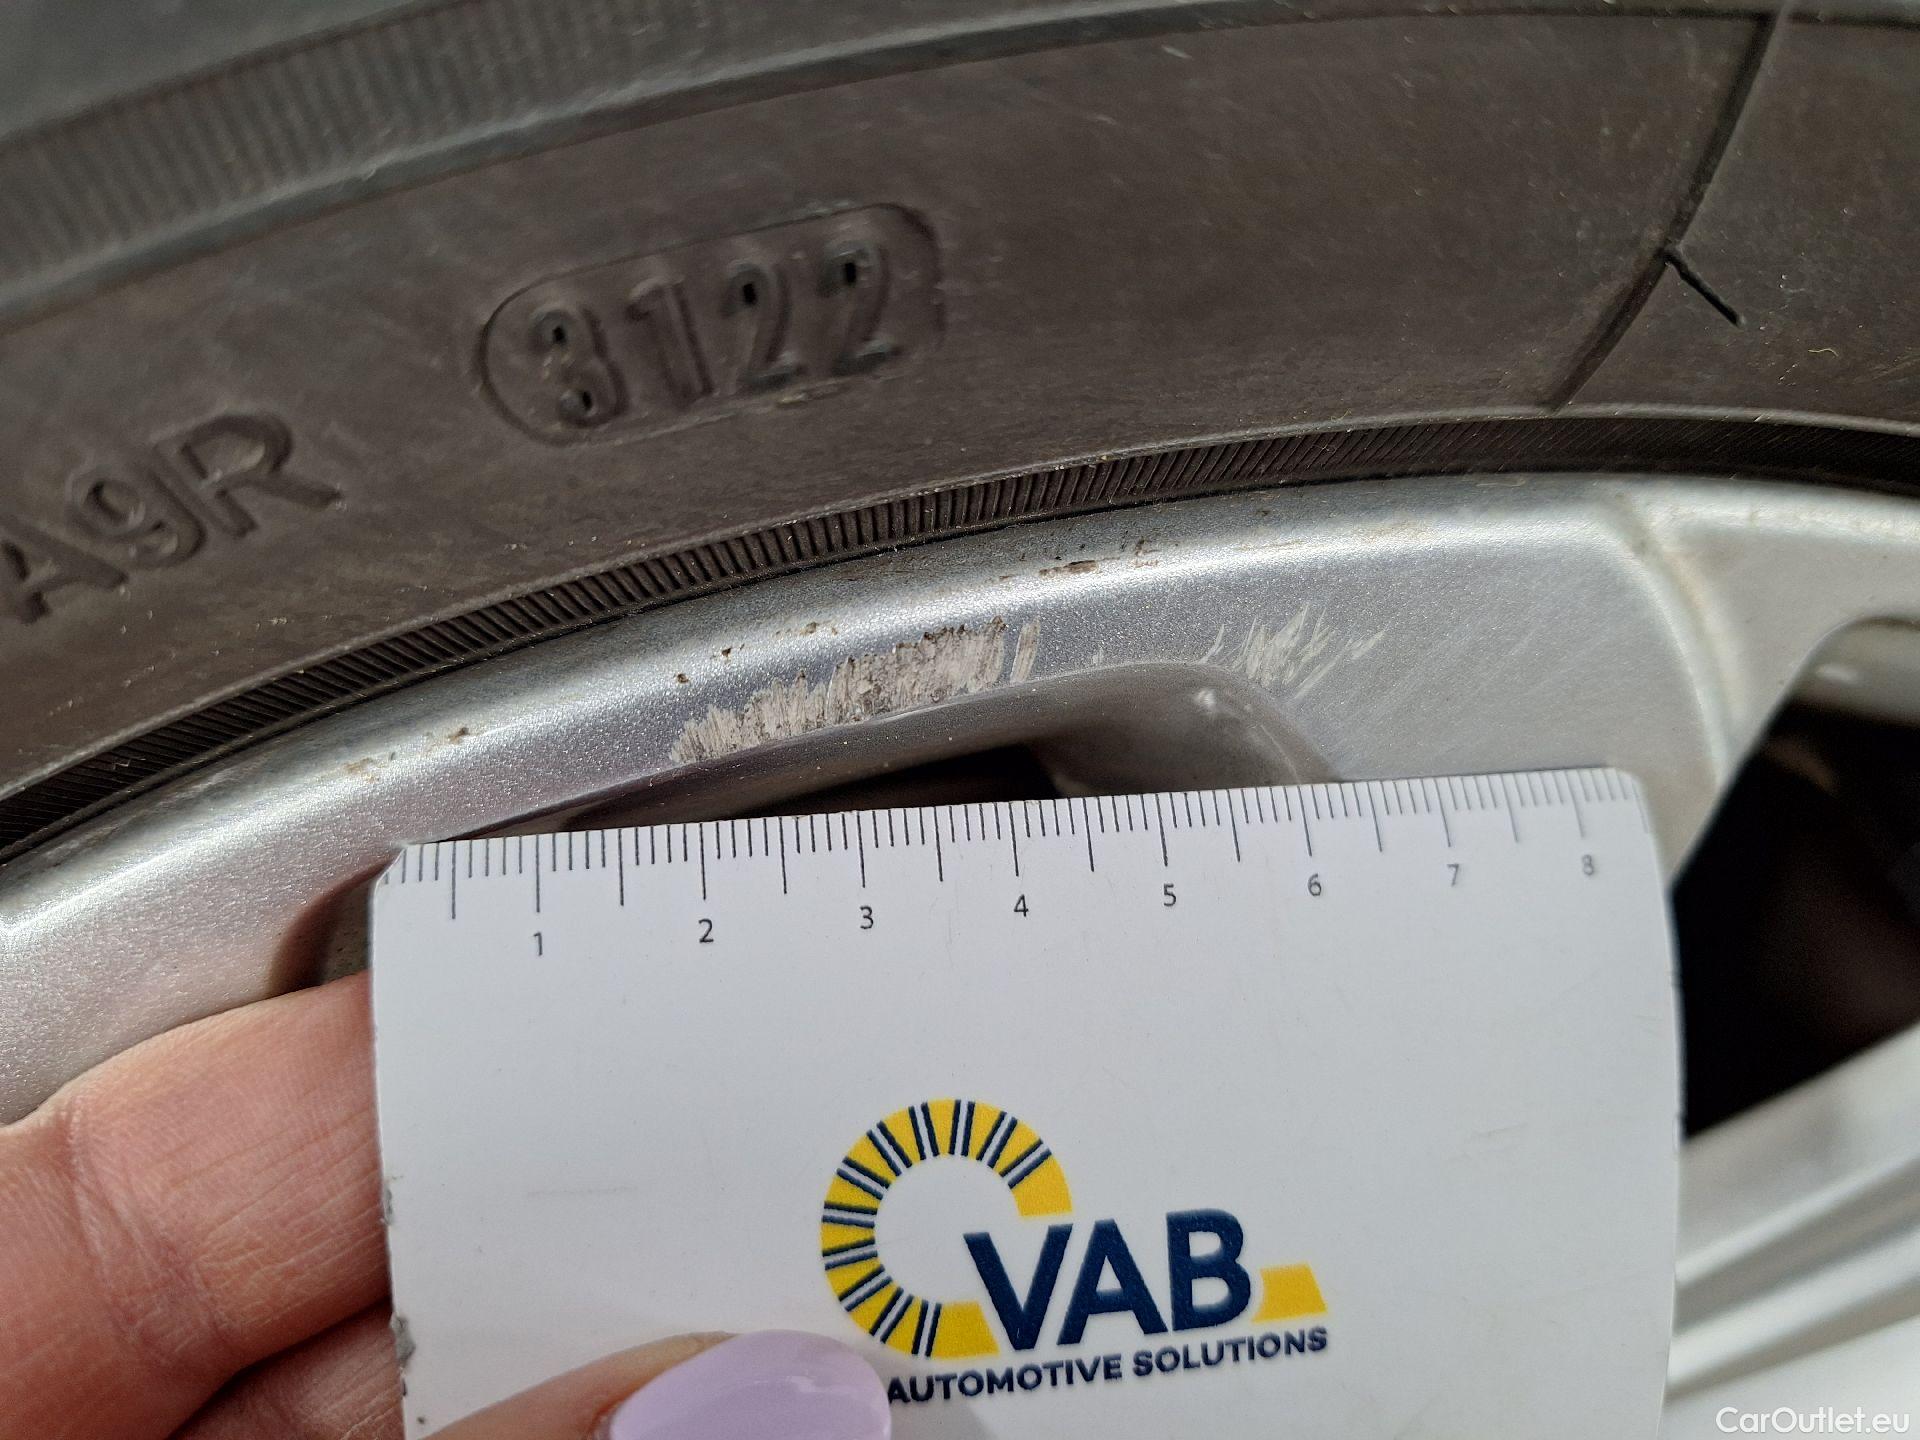 3122
A9R
1 2 3 4 5 6 7 8
VAB
AUTOMOTIVE SOLUTIONS
CarOutlet.eu